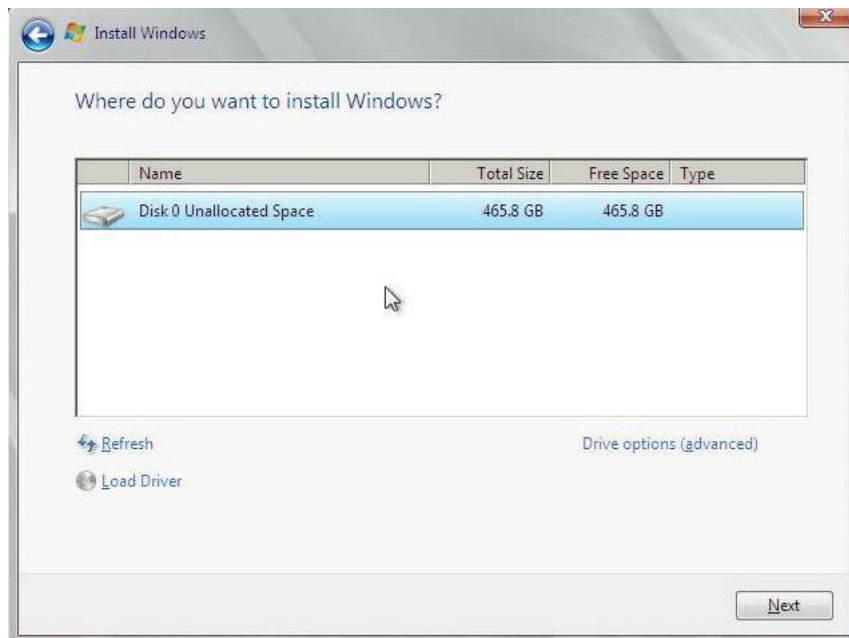 Install Windows
Where do you want to install Windows?
Name Total Size Free Space Type
Disk 0 Unallocated Space 465.8 GB 465.8 GB
Refresh Drive options (advanced)
Load Driver
Next